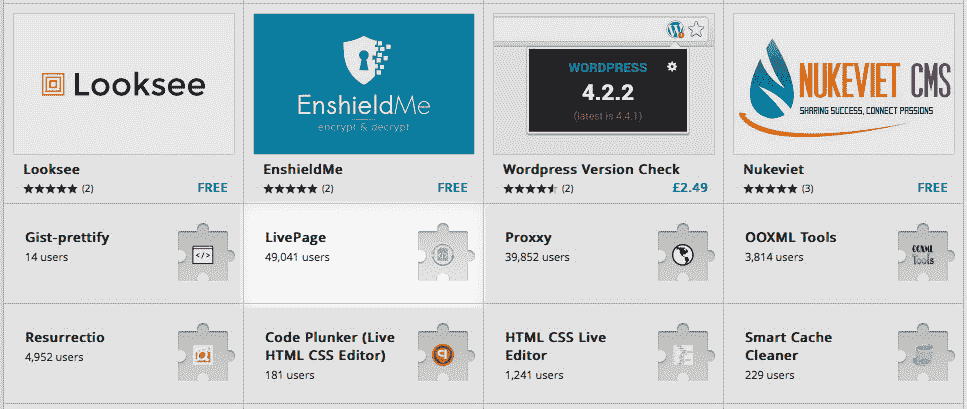 Looksee
EnshieldMe
encrypt & decrypt
WORDPRESS
4.2.2
(latest is 4.4.1)
NUKEVIET CMS
SHARING SUCCESS, CONNECT PASSIONS
Looksee
(2) FREE
EnshieldMe
(2) FREE
Wordpress Version Check
(2) £2.49
Nukeviet
(3) FREE
Gist-prettify
14 users
</>
LivePage
49,041 users
Proxxy
39,852 users
OOXML Tools
3,814 users
OOXML
Tools
Resurrectio
4,952 users
Code Plunker (Live
HTML CSS Editor)
181 users
HTML CSS Live
Editor
1,241 users
Smart Cache
Cleaner
229 users